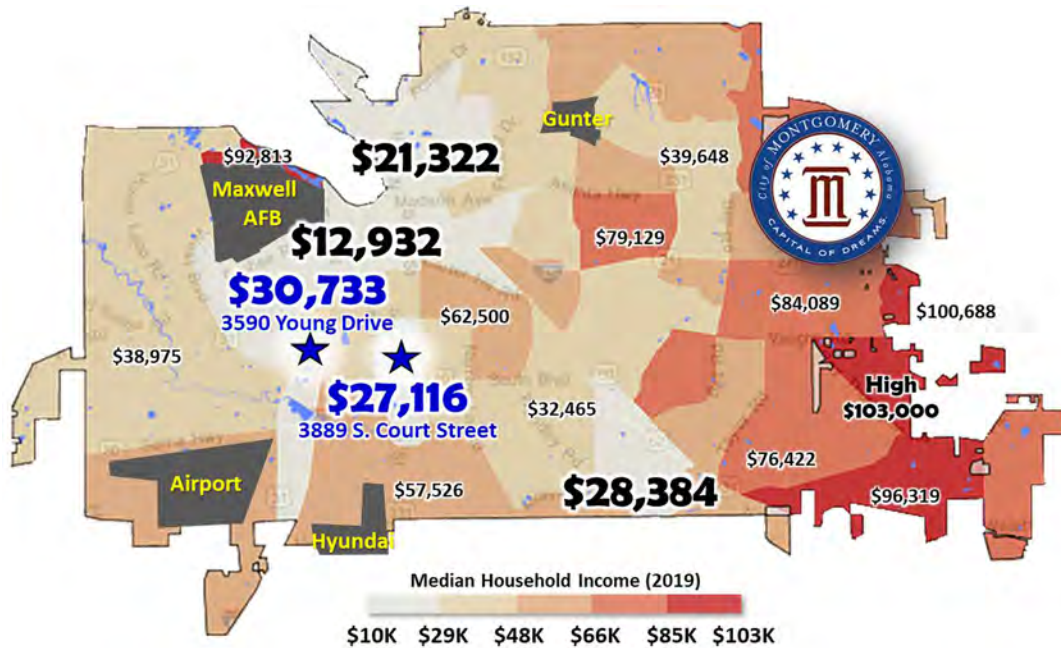 Gunter
$92,813
$21,322
$39,648
Maxwell
AFB
City of MONTGOMERY Alabama
M
CAPITAL OF DREAMS
$12,932
$79,129
$30,733
3590 Young Drive
$62,500
$84,089
$100,688
$38,975
High
$103,000
$27,116
3889 S. Court Street
$32,465
$76,422
Airport
$57,526
$28,384
$96,319
Hyundai
Median Household Income (2019)
$10K $29K $48K $66K $85K $103K